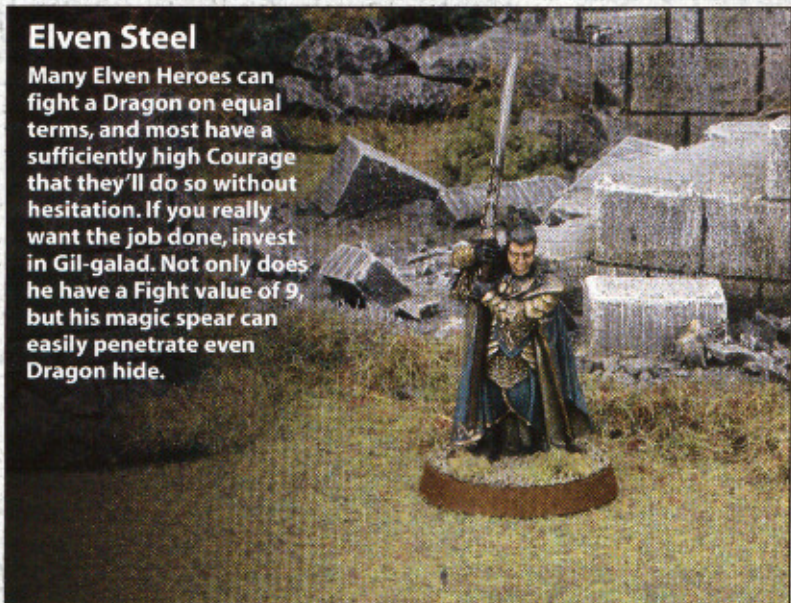 Elven Steel
Many Elven Heroes can
fight a Dragon on equal
terms, and most have a
sufficiently high Courage
that they'll do so without
hesitation. If you really
want the job done, invest
in Gil-galad. Not only does
he have a Fight value of 9,
but his magic spear can
easily penetrate even
Dragon hide.